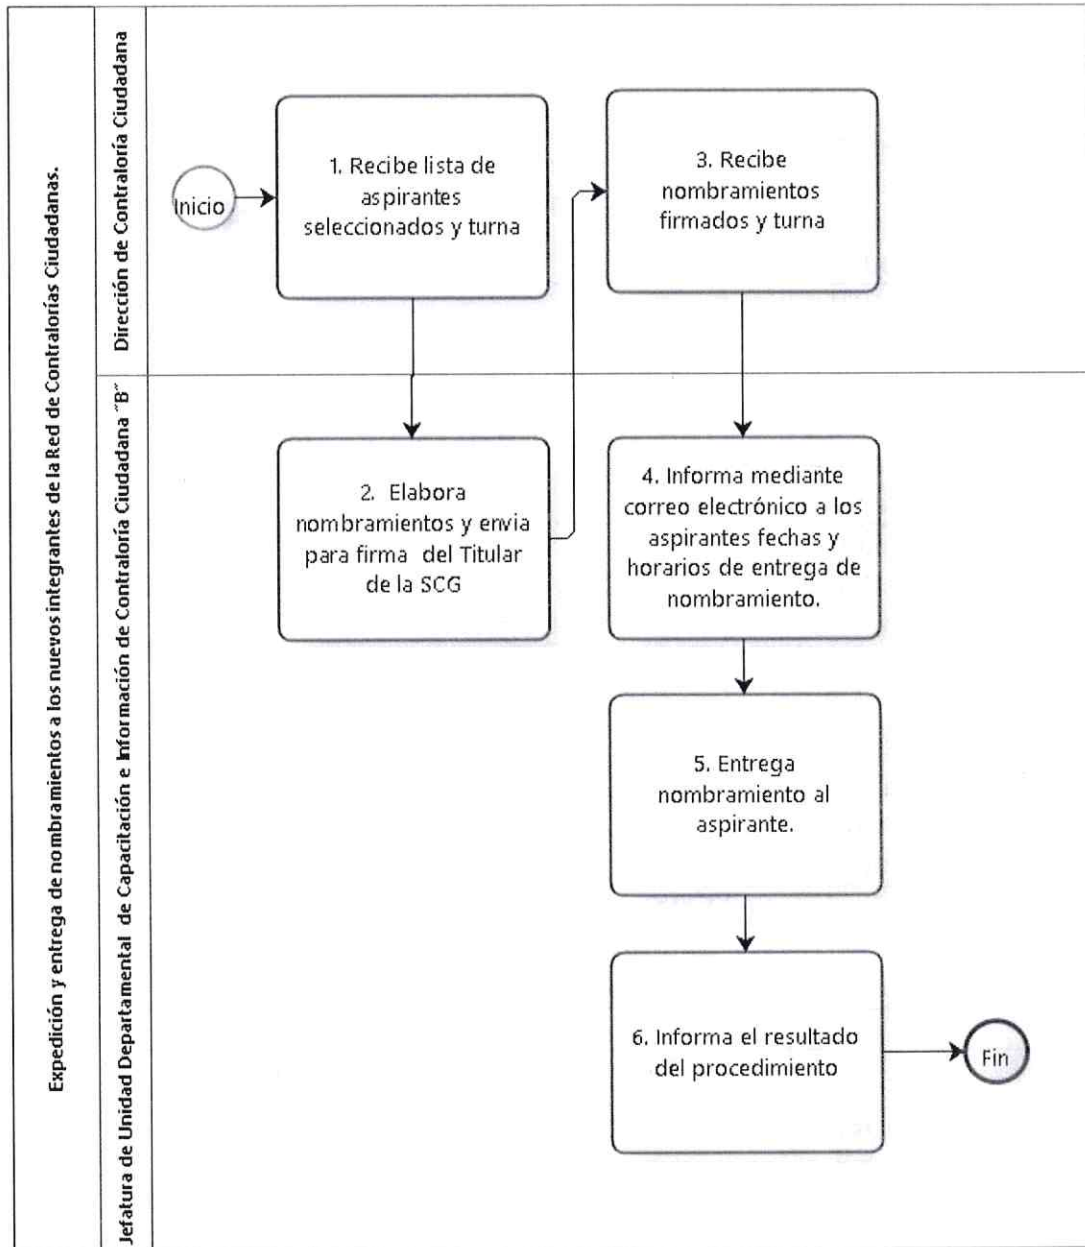 Expedición y entrega de nombramientos a los nuevos integrantes de la Red de Contralorías Ciudadanas.
Dirección de Contraloría Ciudadana
Inicio
1. Recibe lista de
aspirantes
seleccionados y turna
3. Recibe
nombramientos
firmados y turna
Jefatura de Unidad Departamental de Capacitación e Información de Contraloría Ciudadana "B"
2. Elabora
nombramientos y envia
para firma del Titular
de la SCG
4. Informa mediante
correo electrónico a los
aspirantes fechas y
horarios de entrega de
nombramiento.
5. Entrega
nombramiento al
aspirante.
6. Informa el resultado
del procedimiento
Fin